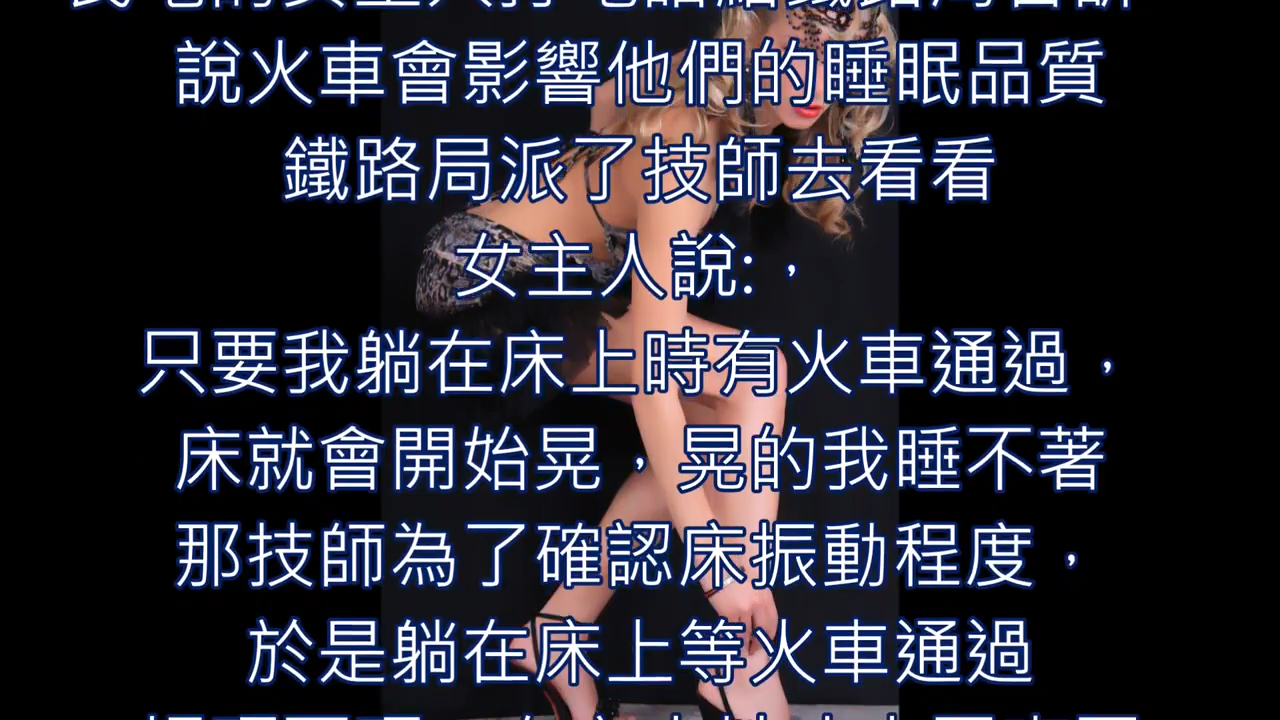 說火車會影響他們的睡眠品質
鐵路局派了技師去看看
女主人說:，
只要我躺在床上時有火車通過，
床就會開始晃，晃的我睡不著
那技師為了確認床振動程度，
於是躺在床上等火車通過